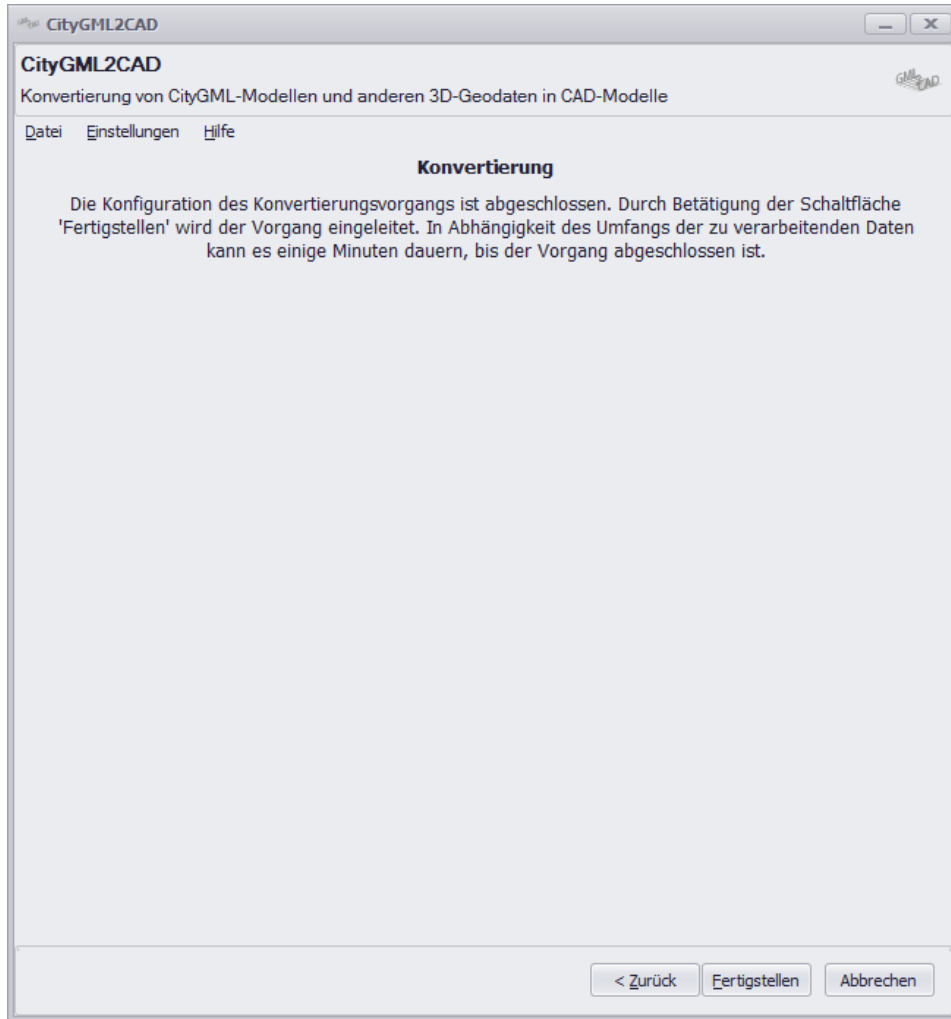 CityGML2CAD
CityGML2CAD
Konvertierung von CityGML-Modellen und anderen 3D-Geodaten in CAD-Modelle
Datei Einstellungen Hilfe
Konvertierung
Die Konfiguration des Konvertierungsvorgangs ist abgeschlossen. Durch Betätigung der Schaltfläche
'Fertigstellen' wird der Vorgang eingeleitet. In Abhängigkeit des Umfangs der zu verarbeitenden Daten
kann es einige Minuten dauern, bis der Vorgang abgeschlossen ist.
< Zurück Fertigstellen Abbrechen